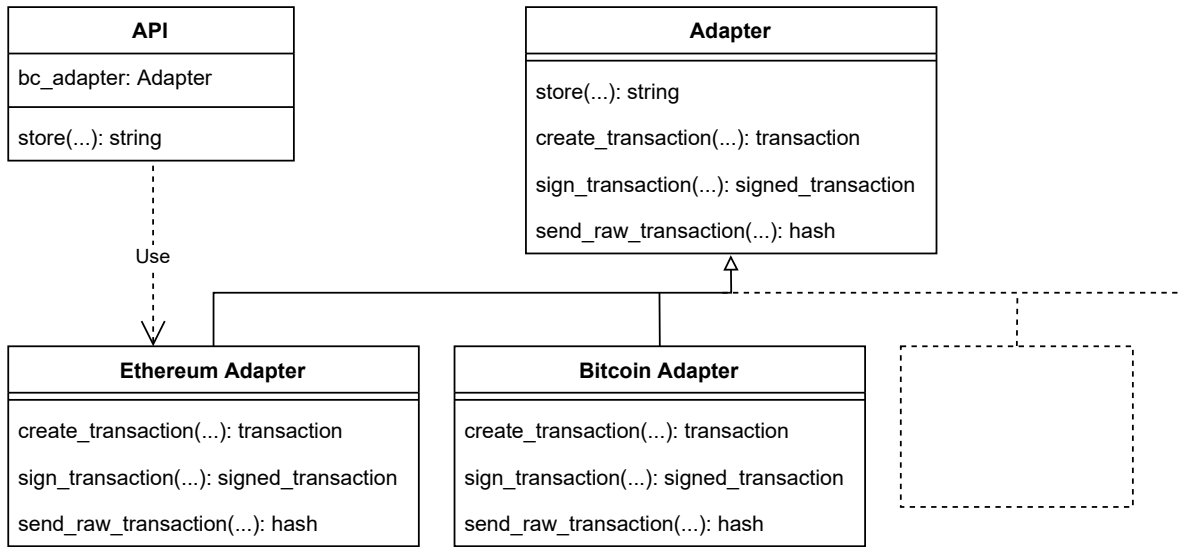 API
bc_adapter: Adapter
store(...): string
Adapter
store(...): string
create_transaction(...): transaction
sign_transaction(...): signed_transaction
send_raw_transaction(...): hash
Use
Ethereum Adapter
create_transaction(...): transaction
sign_transaction(...): signed_transaction
send_raw_transaction(...): hash
Bitcoin Adapter
create_transaction(...): transaction
sign_transaction(...): signed_transaction
send_raw_transaction(...): hash